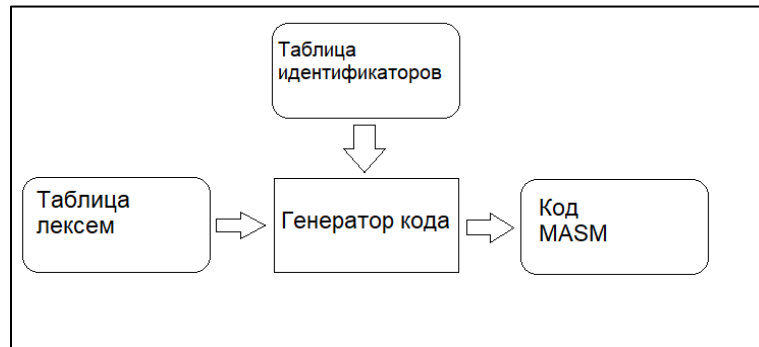 Таблица
идентификаторов
Таблица
лексем
Генератор кода
Код
MASM